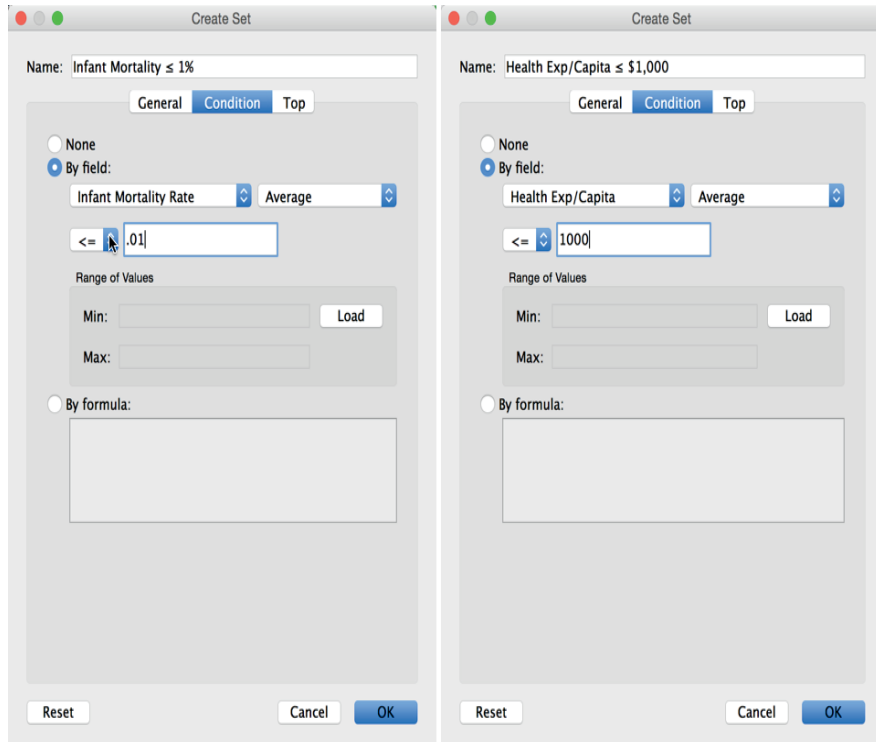 Create Set
Name: Infant Mortality ≤ 1%
General Condition Top
None
By field:
Infant Mortality Rate Average
<= .01
Range of Values
Min: Load
Max:
By formula:
Reset Cancel OK
Create Set
Name: Health Exp/Capita ≤ $1,000
General Condition Top
None
By field:
Health Exp/Capita Average
<= 1000
Range of Values
Min: Load
Max:
By formula:
Reset Cancel OK